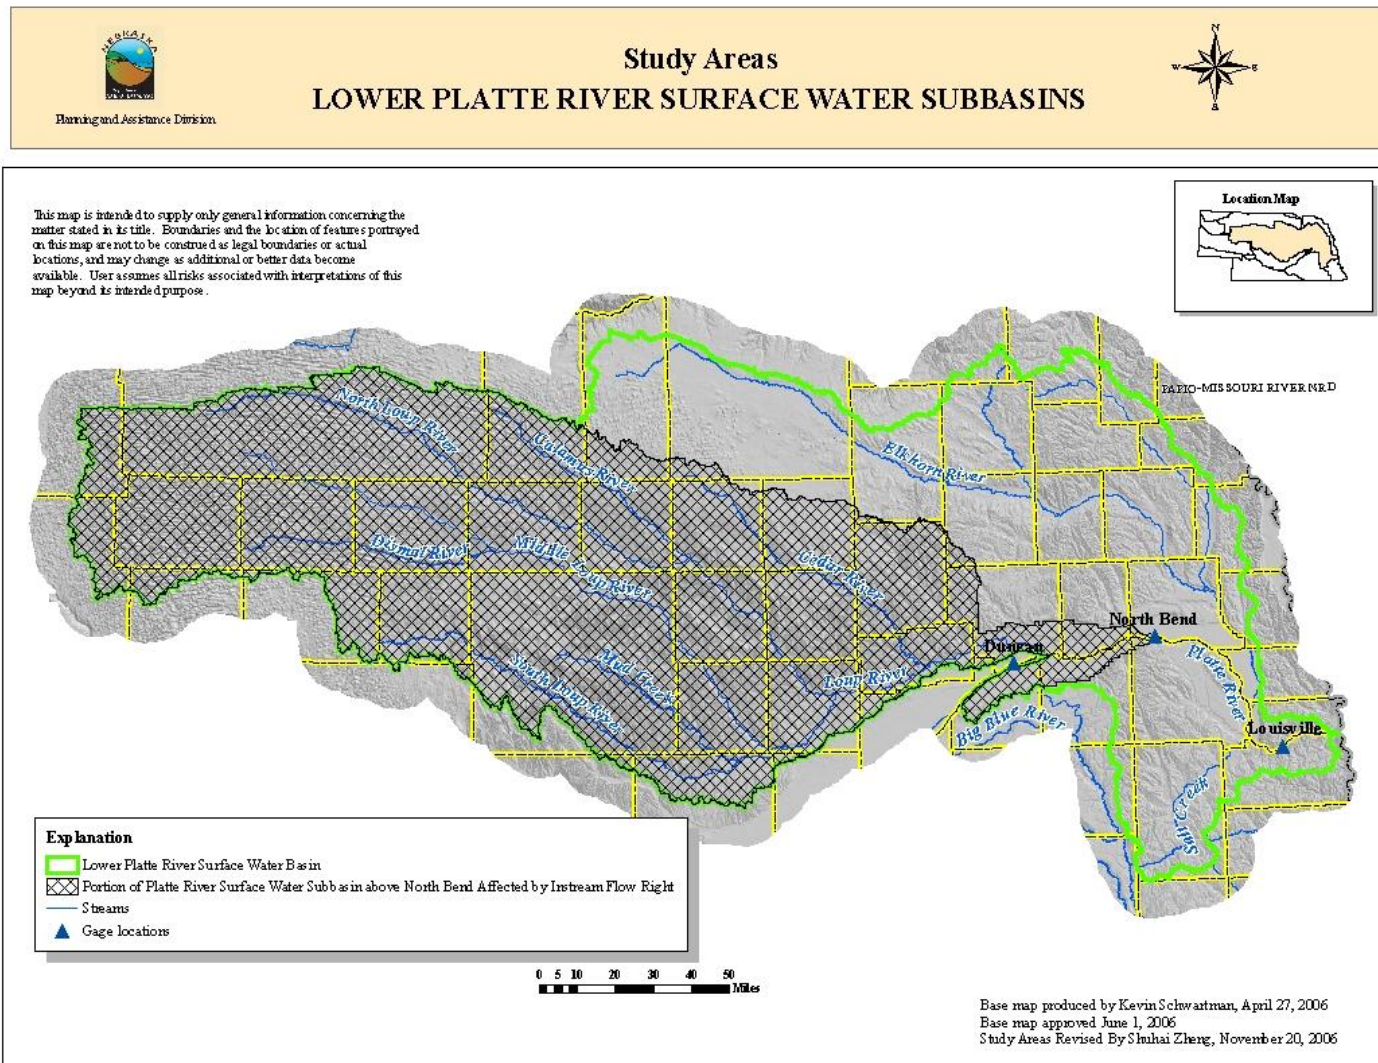 NEBRASKA
Planning and Assistance Division
Study Areas
LOWER PLATTE RIVER SURFACE WATER SUBBASINS
N
W
E
S
This map is intended to supply only general information concerning the
matter stated in its title. Boundaries and the location of features portrayed
on this map are not to be construed as legal boundaries or actual
locations, and may change as additional or better data become
available. User assumes all risks associated with interpretations of this
map beyond its intended purpose.
Location Map
PAPIO-MISSOURI RIVER NRD
North Loup River
Calamus River
Elkhorn River
Dismal River
Middle Loup River
Cedar River
North Bend
Duncan
South Loup River
Mud Creek
Loup River
Platte River
Big Blue River
Louisville
Salt Creek
Explanation
Lower Platte River Surface Water Basin
Portion of Platte River Surface Water Subbasin above North Bend Affected by Instream Flow Right
Streams
Gage locations
0 5 10 20 30 40 50
Miles
Base map produced by Kevin Schwartman, April 27, 2006
Base map approved June 1, 2006
Study Areas Revised By Shuhai Zheng, November 20, 2006